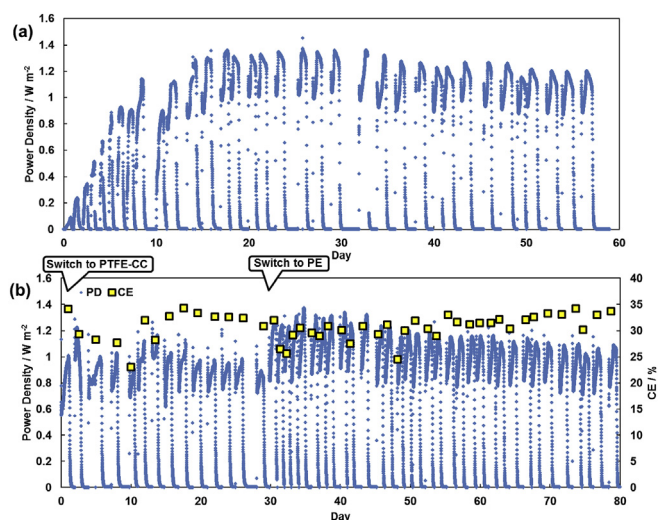 (a)
Power Density / W m-2
1.6
1.4
1.2
1
0.8
0.6
0.4
0.2
0
0 10 20 30 40 50 60
Day
Switch to PTFE-CC
Switch to PE
(b)
PD CE
Power Density / W m-2
1.6
1.4
1.2
1
0.8
0.6
0.4
0.2
0
40
35
30
25
20
15
10
5
0
CE / %
0 10 20 30 40 50 60 70 80
Day